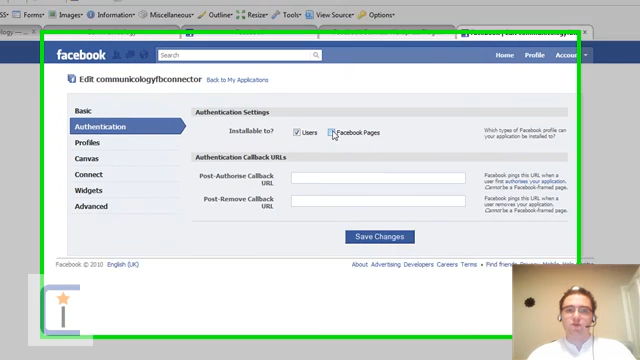 CSS Forms Images Information Miscellaneous Outline Resize Tools View Source Options
facebook Search Home Profile Account
Edit communicologyfbconnector Back to My Applications
Basic
Authentication
Profiles
Canvas
Connect
Widgets
Advanced
Authentication Settings
Installable to? Users Facebook Pages
Which types of Facebook profile can
your application be installed to?
Authentication Callback URLs
Post-Authorise Callback
URL
Facebook pings this URL when a
user first authorises your application.
Cannot be a Facebook-framed page.
Post-Remove Callback
URL
Facebook pings this URL when a
user removes your application.
Cannot be a Facebook-framed page.
Save Changes
Facebook © 2010 English (UK)
About Advertising Developers Careers Terms • Find friends Privacy Mobile Help